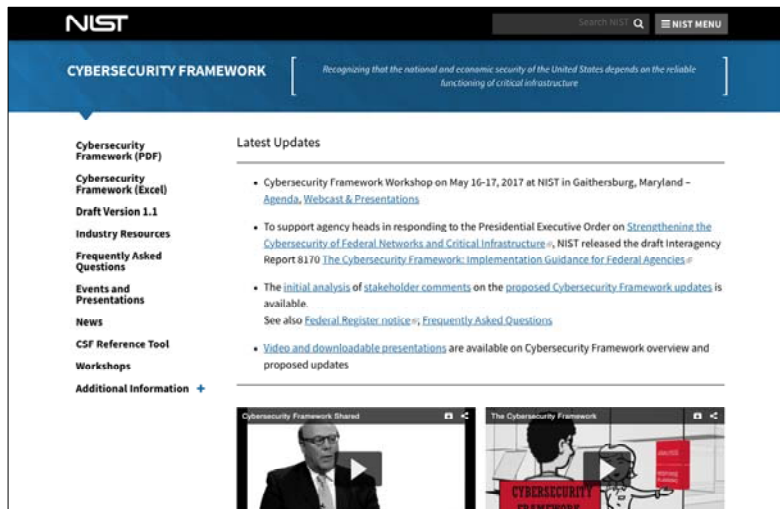 NIST
Search NIST
NIST MENU
CYBERSECURITY FRAMEWORK
Recognizing that the national and economic security of the United States depends on the reliable
functioning of critical infrastructure
Cybersecurity
Framework (PDF)
Cybersecurity
Framework (Excel)
Draft Version 1.1
Industry Resources
Frequently Asked
Questions
Events and
Presentations
News
CSF Reference Tool
Workshops
Additional Information +
Latest Updates
• Cybersecurity Framework Workshop on May 16-17, 2017 at NIST in Gaithersburg, Maryland –
Agenda, Webcast & Presentations
• To support agency heads in responding to the Presidential Executive Order on Strengthening the
Cybersecurity of Federal Networks and Critical Infrastructure, NIST released the draft Interagency
Report 8170 The Cybersecurity Framework: Implementation Guidance for Federal Agencies
• The initial analysis of stakeholder comments on the proposed Cybersecurity Framework updates is
available.
See also Federal Register notice; Frequently Asked Questions
• Video and downloadable presentations are available on Cybersecurity Framework overview and
proposed updates
Cybersecurity Framework Shared
The Cybersecurity Framework
CYBERSECURITY
FRAMEWORK